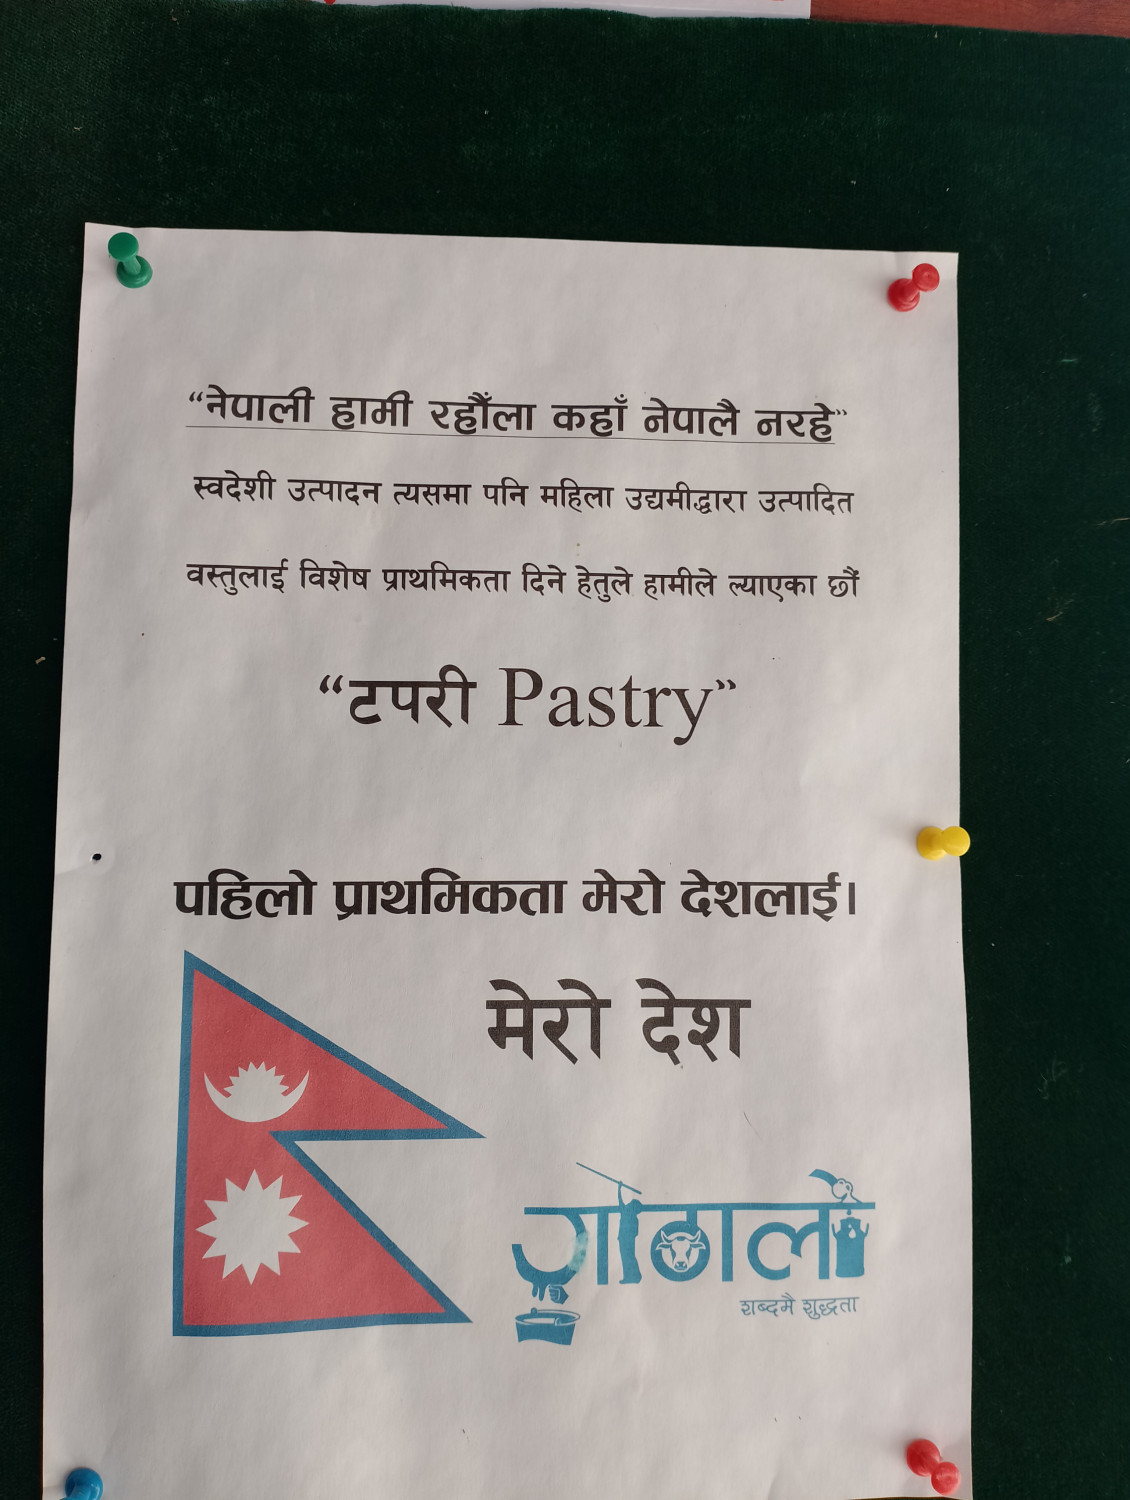 “नेपाली हामी रहौंला कहाँ नेपालै नरहे”
स्वदेशी उत्पादन त्यसमा पनि महिला उद्यमीद्धारा उत्पादित
वस्तुलाई विशेष प्राथमिकता दिने हेतुले हामीले ल्याएका छौं
“टपरी Pastry”
पहिलो प्राथमिकता मेरो देशलाई।
मेरो देश
गोठालो
शब्दमै शुद्धता